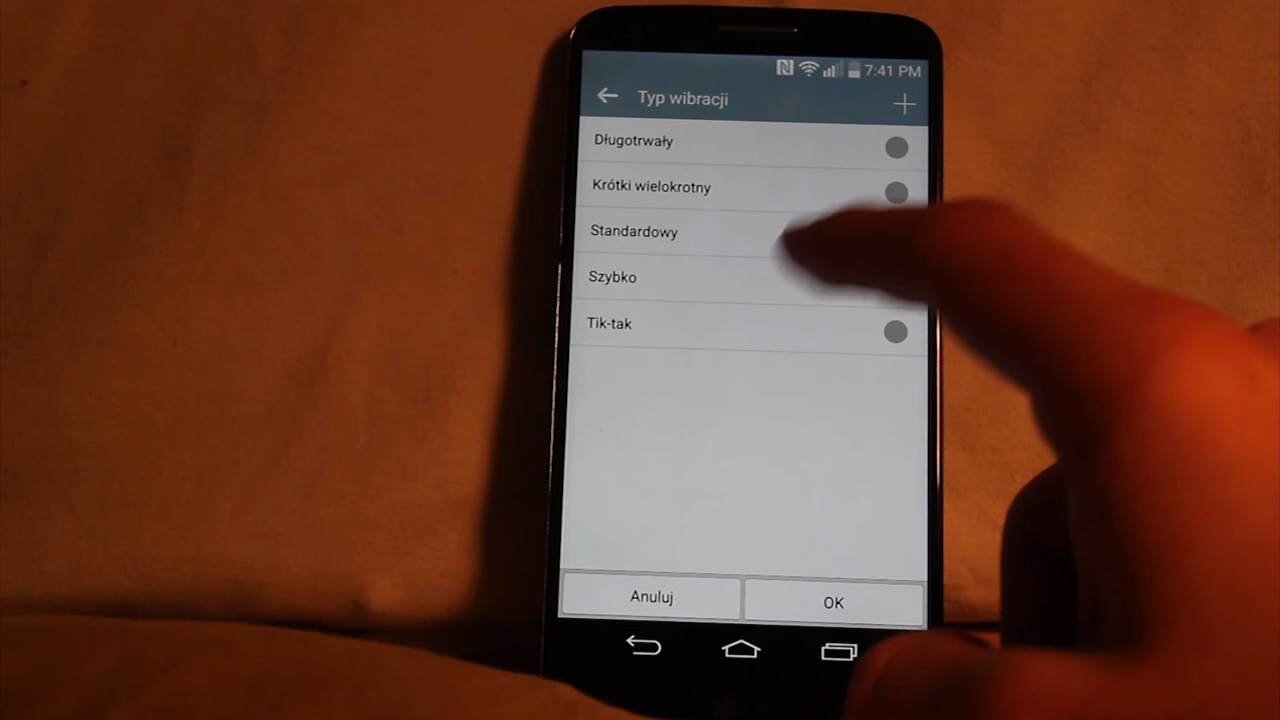 7:41 PM
Typ wibracji
Długotrwały
Krótki wielokrotny
Standardowy
Szybko
Tik-tak
Anuluj
OK